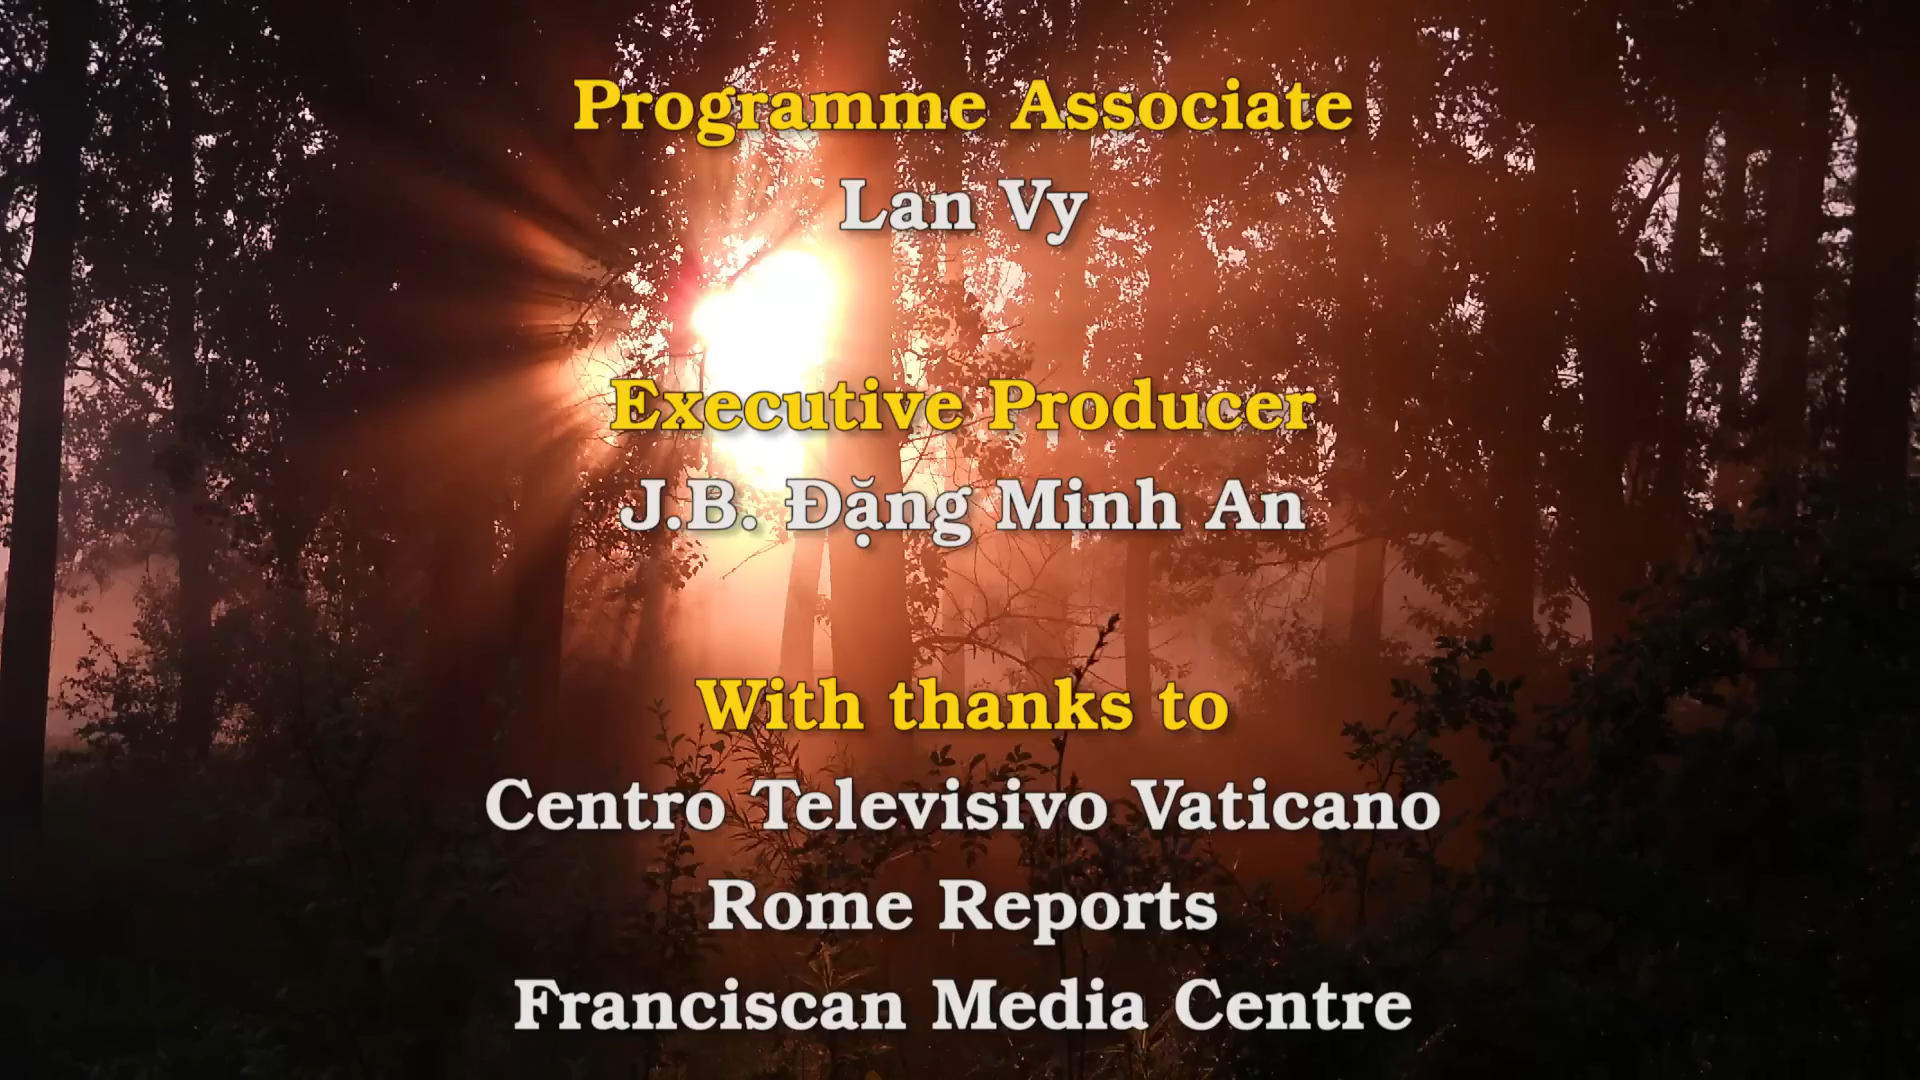 Programme Associate
Lan Vy
Executive Producer
J.B. Đặng Minh An
With thanks to
Centro Televisivo Vaticano
Rome Reports
Franciscan Media Centre